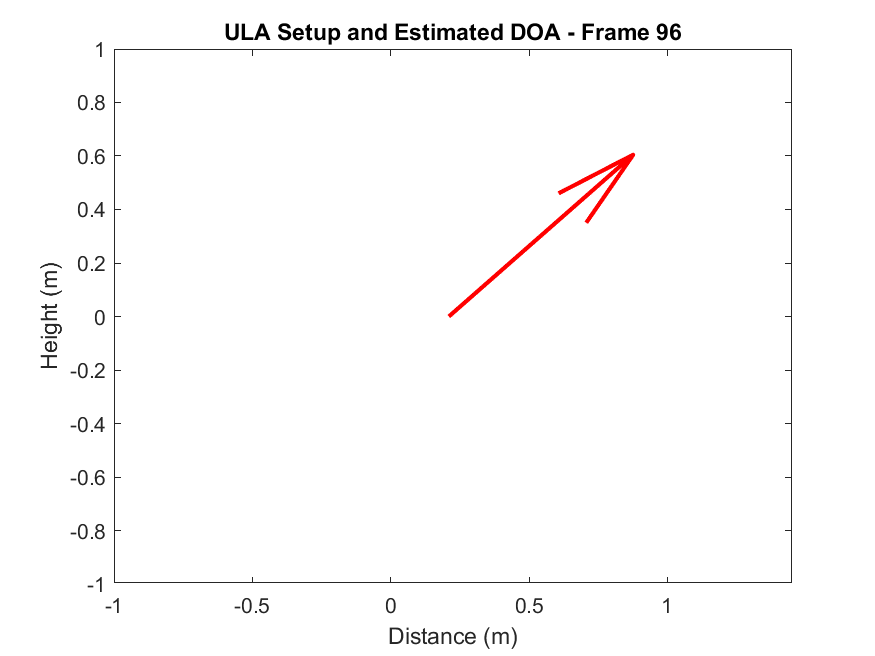 ULA Setup and Estimated DOA - Frame 96
1
0.8
0.6
0.4
0.2
0
-0.2
-0.4
-0.6
-0.8
-1
Height (m)
-1 -0.5 0 0.5 1
Distance (m)